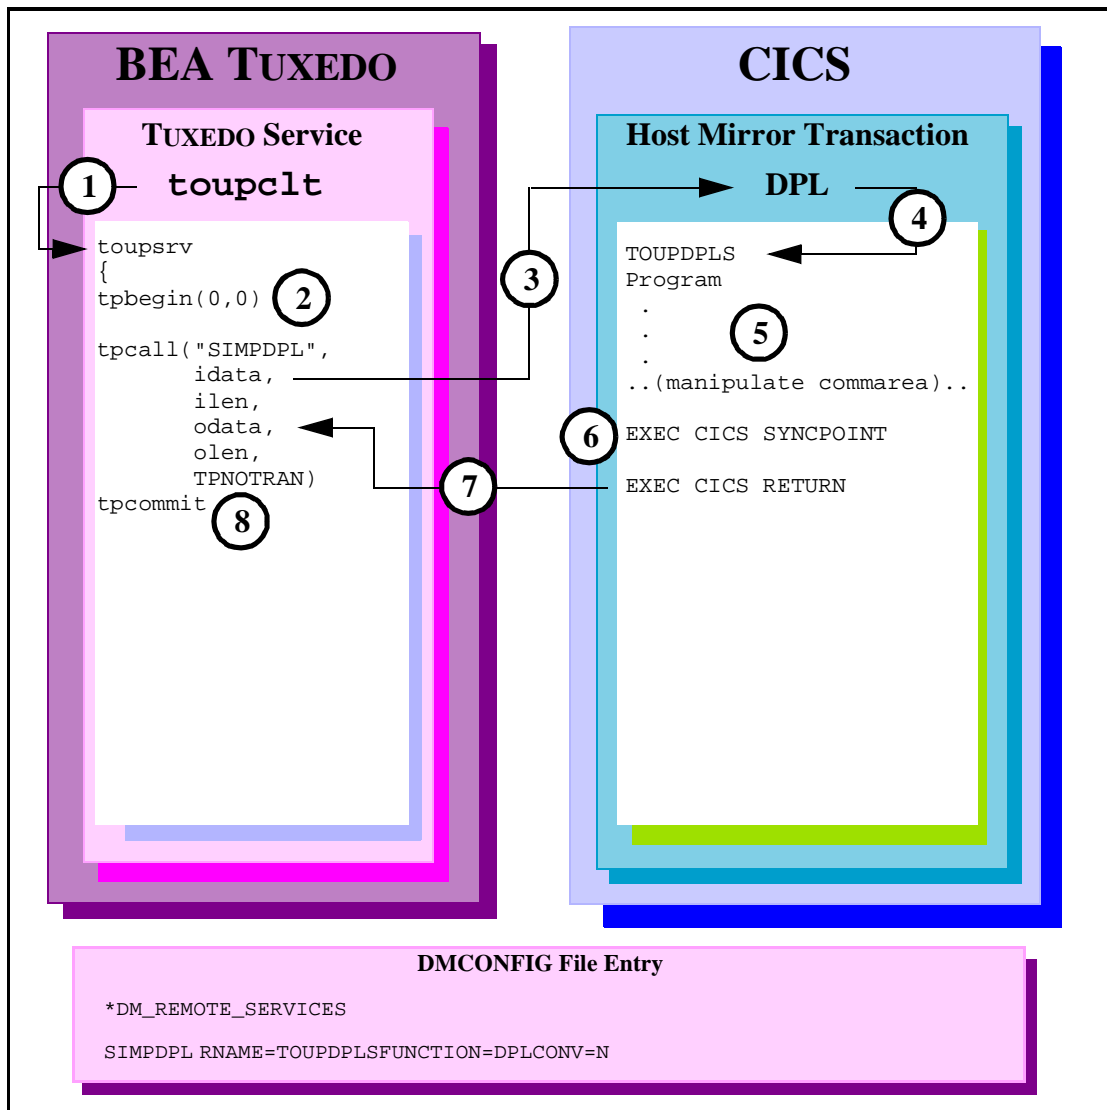 BEA TUXEDO
TUXEDO Service
1
toupclt
toupsrv
{
tpbegin(0,0)
2
tpcall("SIMPDPL",
idata,
ilen,
odata,
olen,
TPNOTRAN)
tpcommit
8
3
7
CICS
Host Mirror Transaction
DPL
4
TOUPDPLS
Program
.
.
.
5
..(manipulate commarea)..
6
EXEC CICS SYNCPOINT
EXEC CICS RETURN
DMCONFIG File Entry
*DM_REMOTE_SERVICES
SIMPDPL RNAME=TOUPDPLSFUNCTION=DPLCONV=N